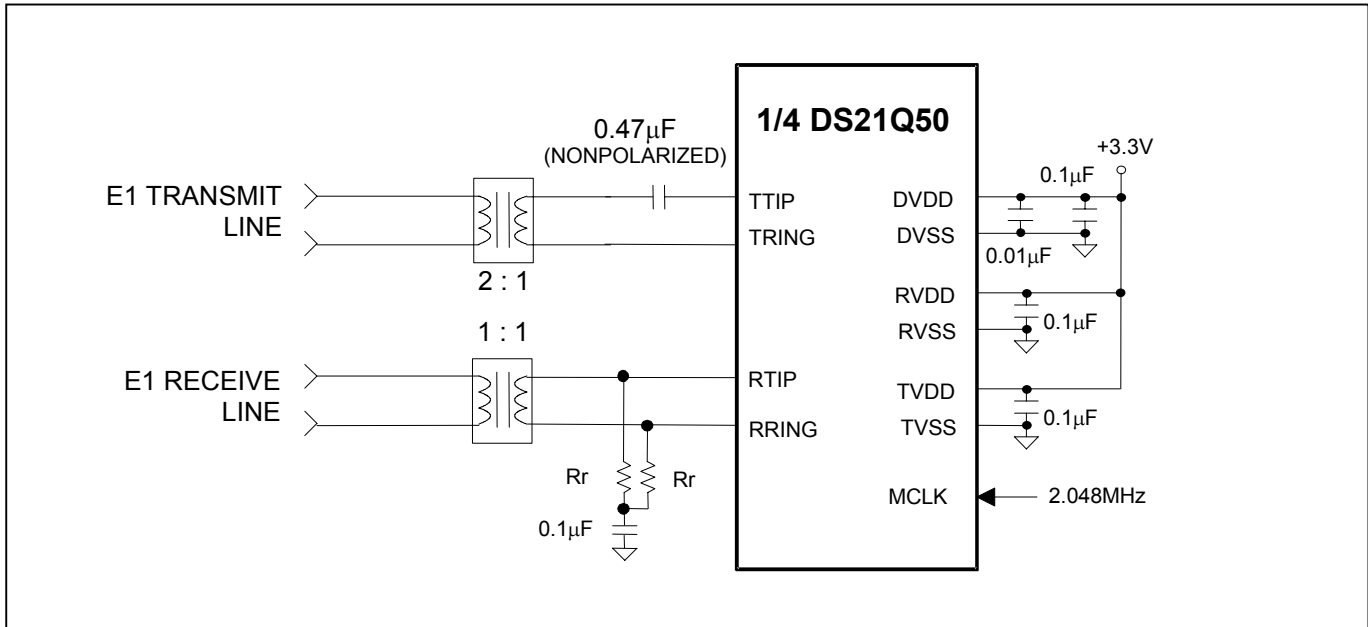 1/4 DS21Q50
0.47μF
(NONPOLARIZED)
+3.3V
0.1μF
E1 TRANSMIT
LINE
TTIP
DVDD
TRING
DVSS
0.01μF
2 : 1
RVDD
0.1μF
RVSS
1 : 1
E1 RECEIVE
LINE
RTIP
TVDD
0.1μF
RRING
TVSS
Rr
Rr
MCLK
2.048MHz
0.1μF